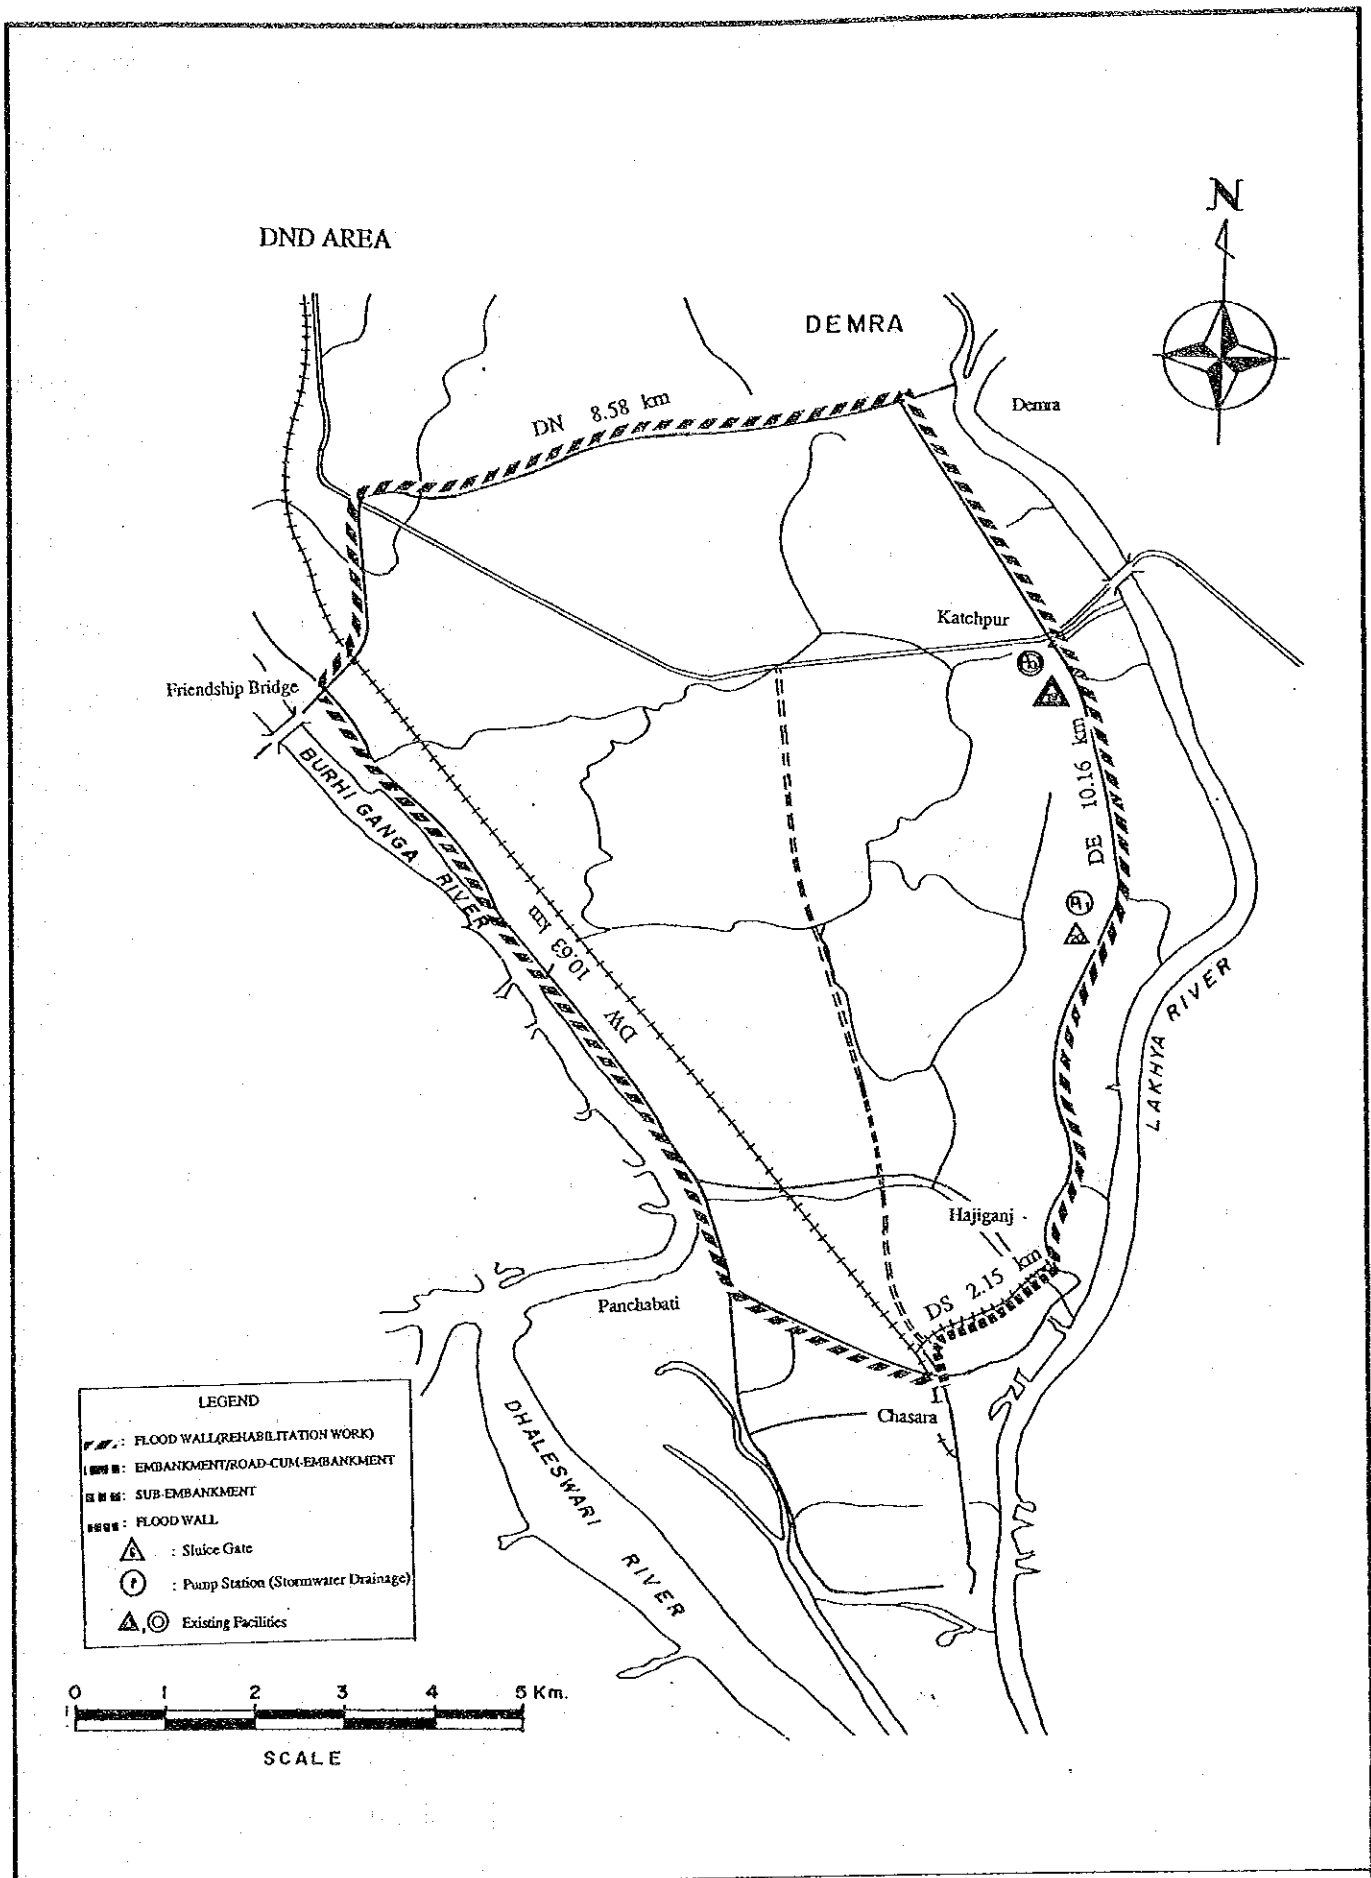 N
DND AREA
DEMRA
Demra
DN 8.58 km
Katchpur
Friendship Bridge
BURHI GANGA RIVER
DE 10.16 km
DW 10.63 km
20
LAKHYA RIVER
Hajiganj
DS 2.15 km
Panchabati
Chasara
DHALESWARI RIVER
LEGEND
: FLOOD WALL(REHABILITATION WORK)
: EMBANKMENT/ROAD-CUM-EMBANKMENT
: SUB-EMBANKMENT
: FLOOD WALL
: Sluice Gate
P : Pump Station (Stormwater Drainage)
, Existing Facilities
0 1 2 3 4 5 Km.
SCALE